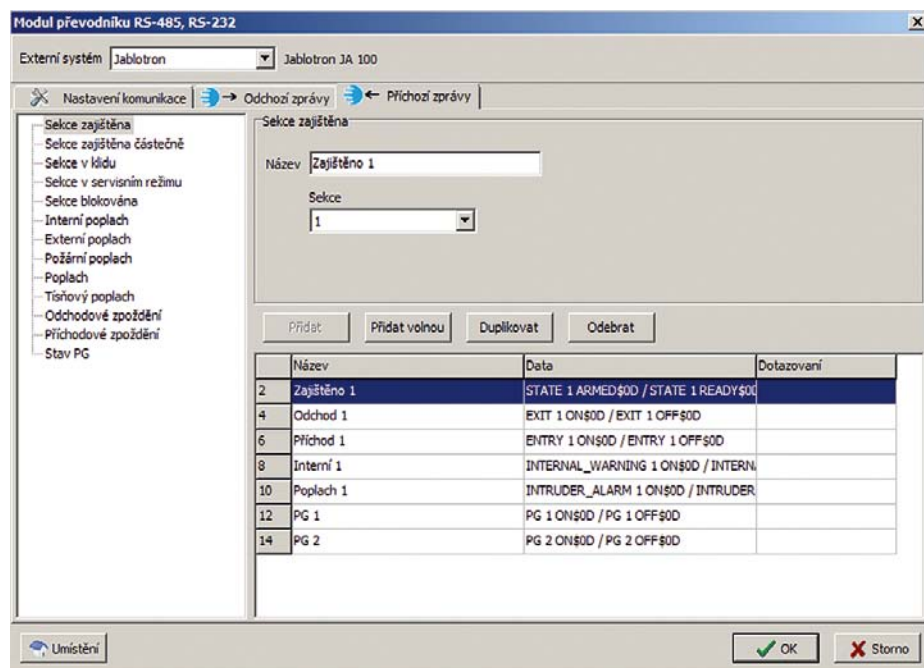 Modul převodníku RS-485, RS-232
Externí systém Jablotron Jablotron JA 100
Nastavení komunikace Odchozí zprávy Příchozí zprávy
Sekce zajištěna
Sekce zajištěna částečně
Sekce v klidu
Sekce v servisním režimu
Sekce blokována
Interní poplach
Externí poplach
Požární poplach
Poplach
Tísňový poplach
Odchodové zpoždění
Příchodové zpoždění
Stav PG
Sekce zajištěna
Název Zajištěno 1
Sekce
1
Přidat Přidat volnou Duplikovat Odebrat
Název Data Dotazovaní
2 Zajištěno 1 STATE 1 ARMED$0D / STATE 1 READY$0D
4 Odchod 1 EXIT 1 ON$0D / EXIT 1 OFF$0D
6 Příchod 1 ENTRY 1 ON$0D / ENTRY 1 OFF$0D
8 Interní 1 INTERNAL_WARNING 1 ON$0D / INTERN
10 Poplach 1 INTRUDER_ALARM 1 ON$0D / INTRUDER
12 PG 1 PG 1 ON$0D / PG 1 OFF$0D
14 PG 2 PG 2 ON$0D / PG 2 OFF$0D
Umístění OK Storno